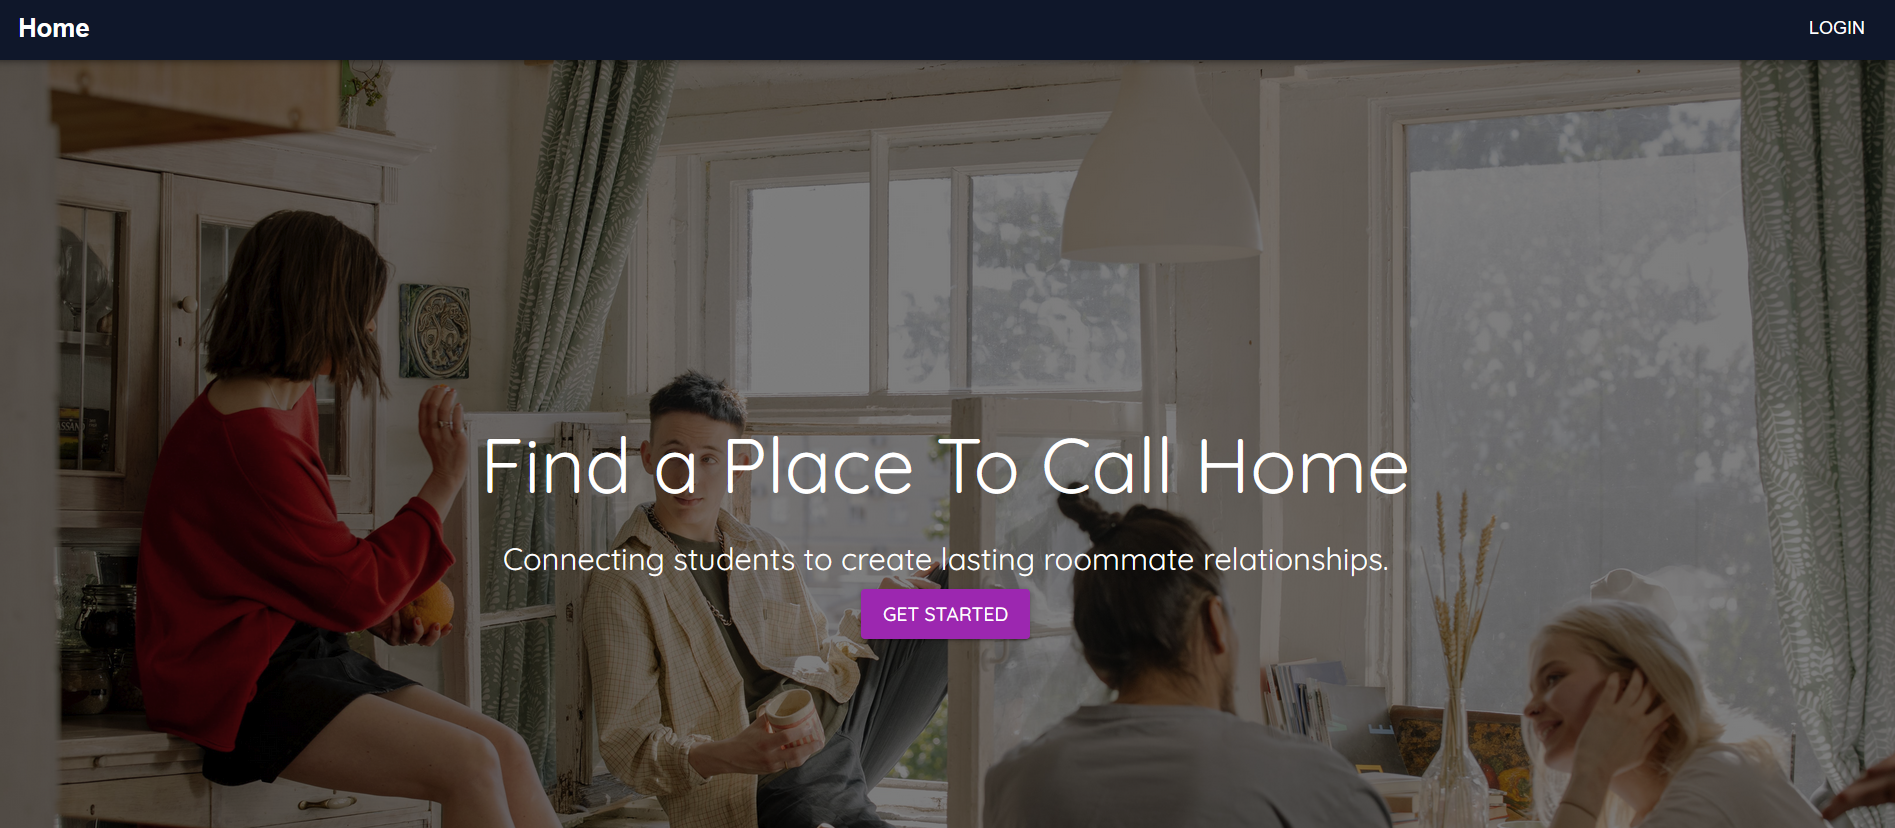 Home
LOGIN
Find a Place To Call Home
Connecting students to create lasting roommate relationships.
GET STARTED